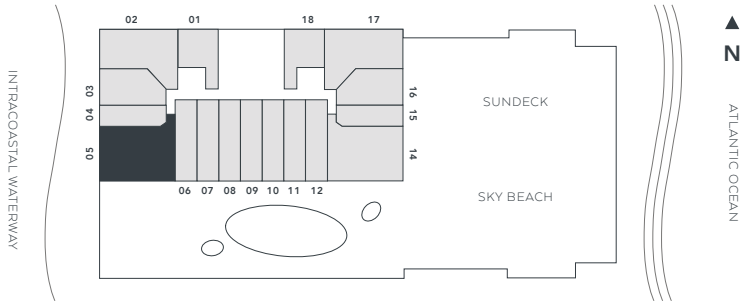 02 01 18 17
N
03
16
04
15
05
14
06 07 08 09 10 11 12
INTRACOASTAL WATERWAY
SUNDECK
SKY BEACH
ATLANTIC OCEAN